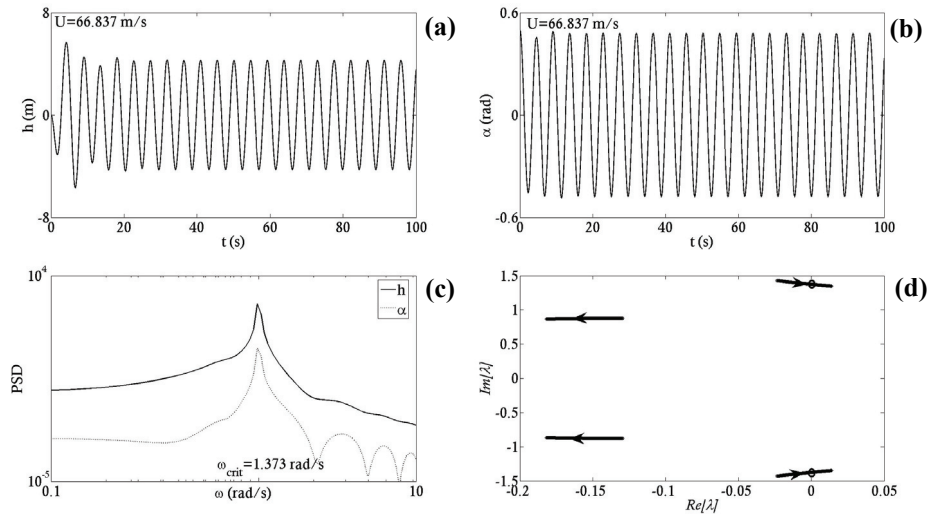 U=66.837 m/s
(a)
8
0
-8
h (m)
0 20 40 60 80 100
t (s)
U=66.837 m/s
(b)
0.6
0
-0.6
α (rad)
0 20 40 60 80 100
t (s)
(c)
10^4
10^-5
PSD
h
α
ω_crit=1.373 rad/s
0.1 1 10
ω (rad/s)
(d)
1.5
1
0.5
0
-0.5
-1
-1.5
Im[λ]
-0.2 -0.15 -0.1 -0.05 0 0.05
Re[λ]